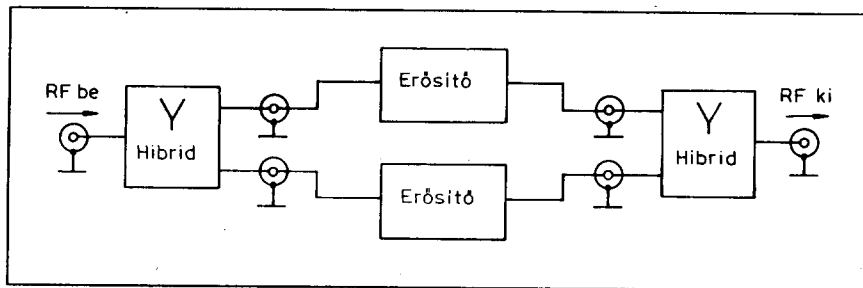 RF be
Y
Hibrid
Erősítő
Erősítő
Y
Hibrid
RF ki